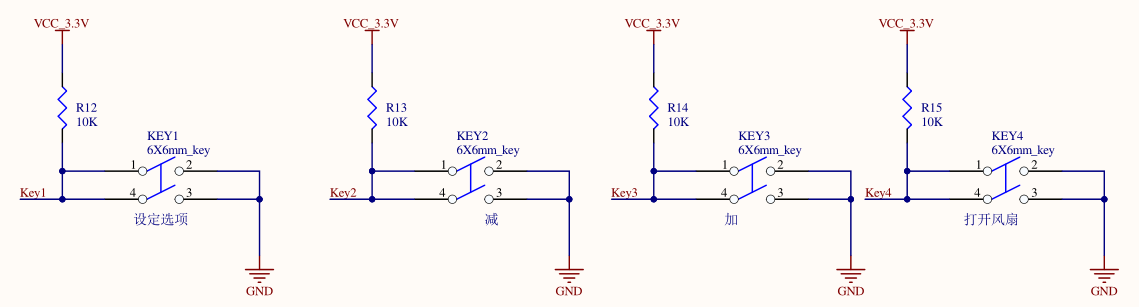 VCC_3.3V
R12
10K
KEY1
6X6mm_key
1
2
Key1
4
3
设定选项
GND
VCC_3.3V
R13
10K
KEY2
6X6mm_key
1
2
Key2
4
3
减
GND
VCC_3.3V
R14
10K
KEY3
6X6mm_key
1
2
Key3
4
3
加
GND
VCC_3.3V
R15
10K
KEY4
6X6mm_key
1
2
Key4
4
3
打开风扇
GND